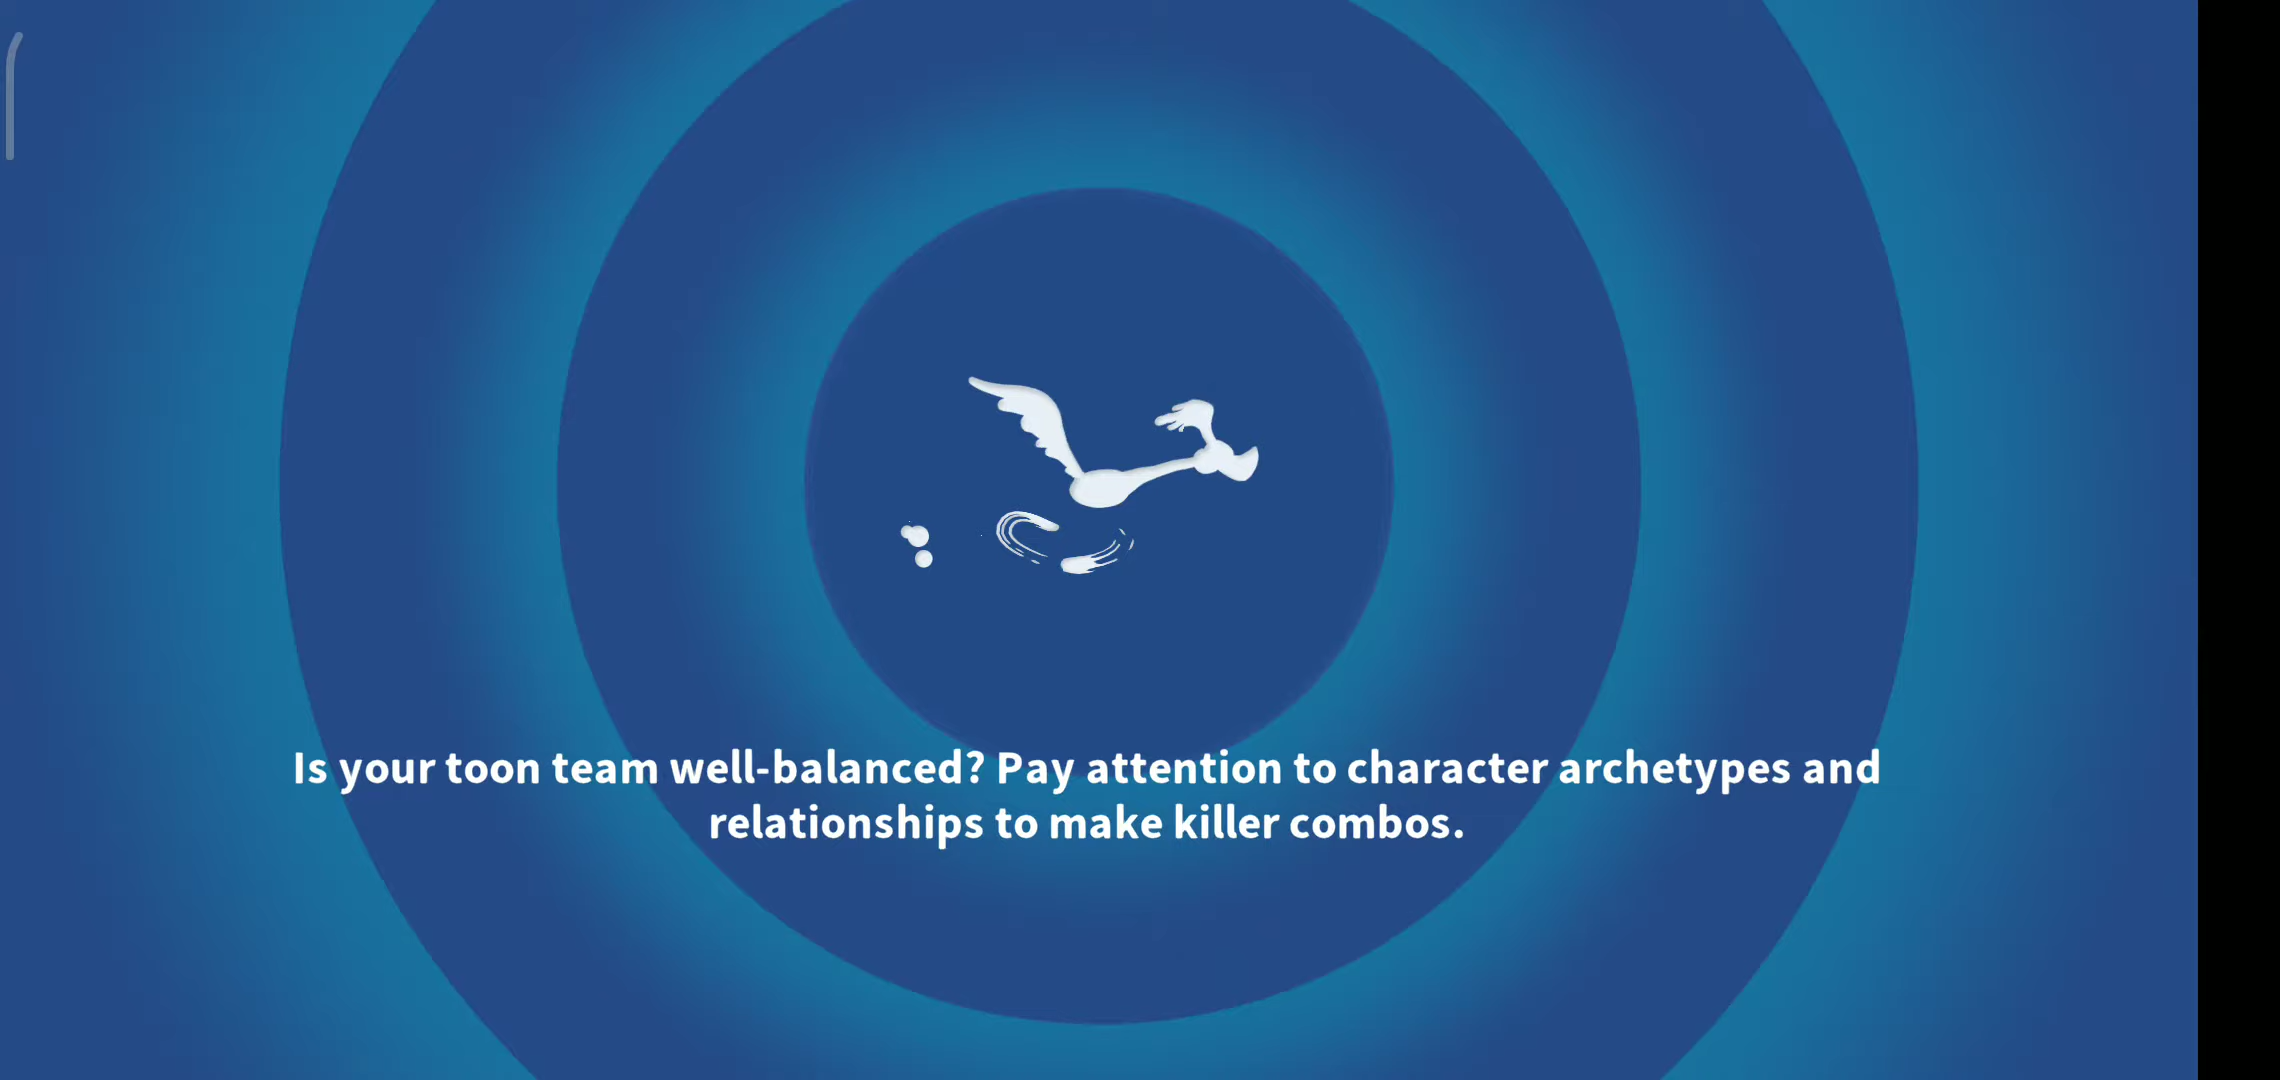 Is your toon team well-balanced? Pay attention to character archetypes and
relationships to make killer combos.